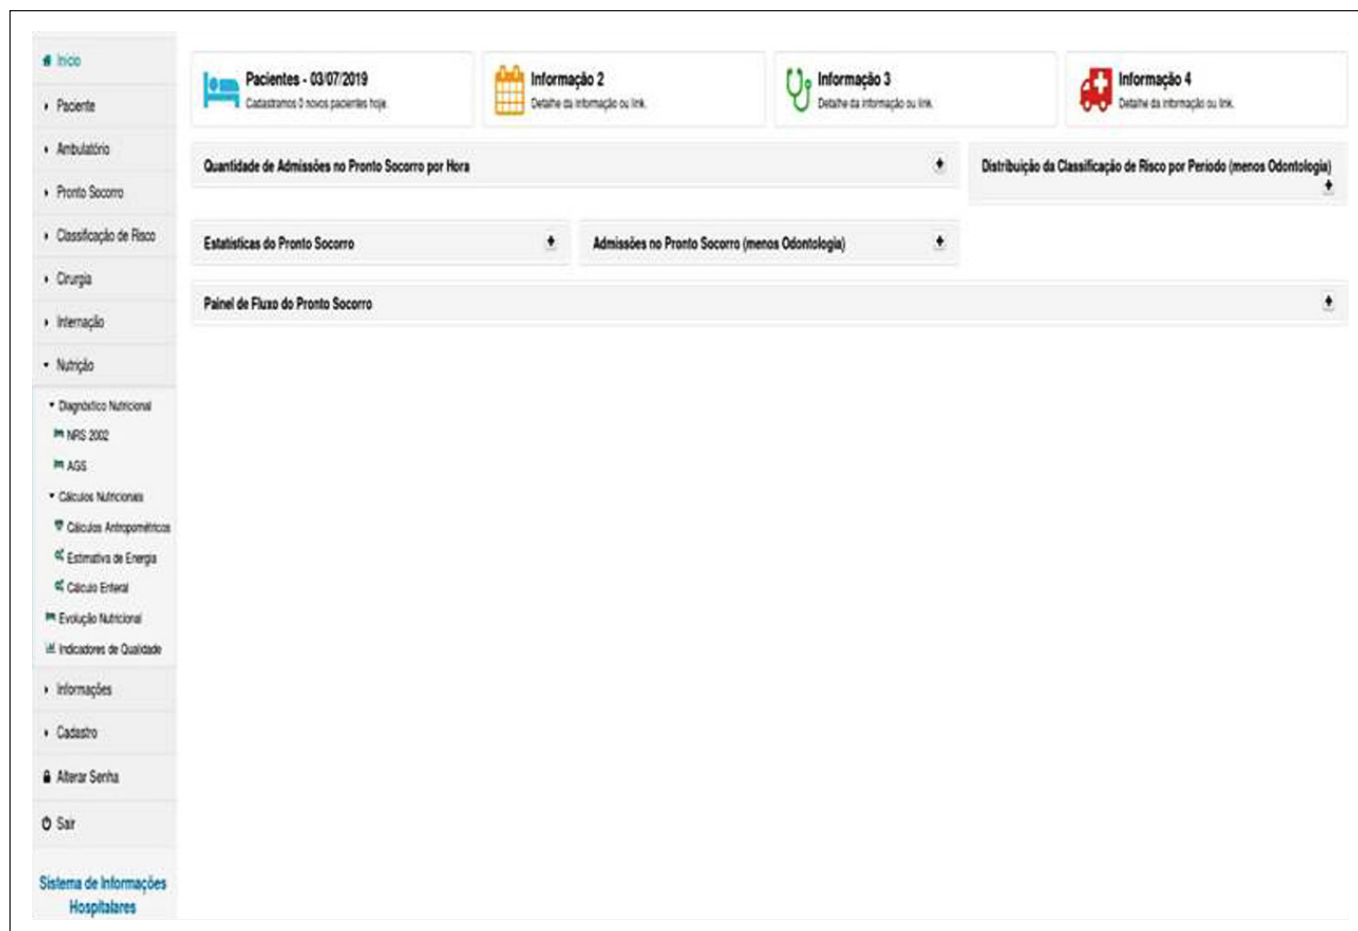 Início
Paciente
Ambulatório
Pronto Socorro
Classificação de Risco
Cirurgia
Internação
Nutrição
Diagnóstico Nutricional
NRS 2002
AGS
Cálculos Nutricionais
Cálculos Antropométricos
Estimativa de Energia
Cálculo Enteral
Evolução Nutricional
Indicadores de Qualidade
Informações
Cadastro
Alterar Senha
Sair
Sistema de Informações
Hospitalares
Pacientes - 03/07/2019
Cadastramos 0 novos pacientes hoje.
Informação 2
Detalhe da informação ou link.
Informação 3
Detalhe da informação ou link.
Informação 4
Detalhe da informação ou link.
Quantidade de Admissões no Pronto Socorro por Hora
Distribuição da Classificação de Risco por Período (menos Odontologia)
Estatísticas do Pronto Socorro
Admissões no Pronto Socorro (menos Odontologia)
Painel de Fluxo do Pronto Socorro